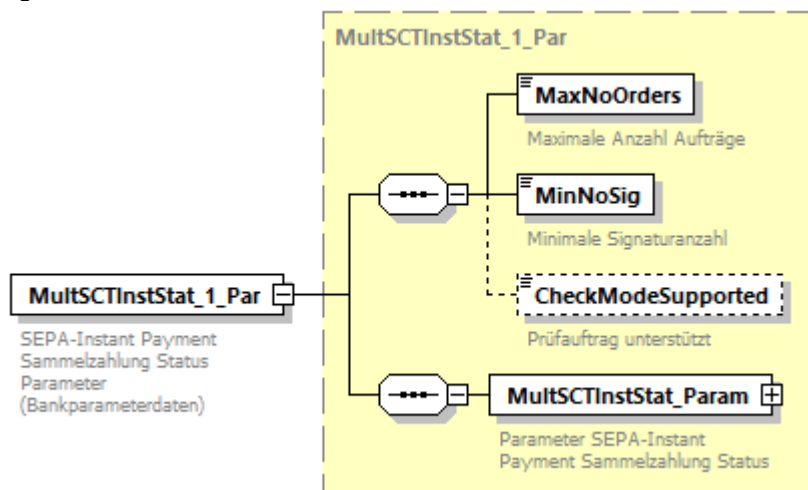 MultSCTInstStat_1_Par
MaxNoOrders
Maximale Anzahl Aufträge
MinNoSig
Minimale Signaturanzahl
MultSCTInstStat_1_Par
SEPA-Instant Payment
Sammelzahlung Status
Parameter
(Bankparameterdaten)
CheckModeSupported
Prüfauftrag unterstützt
MultSCTInstStat_Param
Parameter SEPA-Instant
Payment Sammelzahlung Status